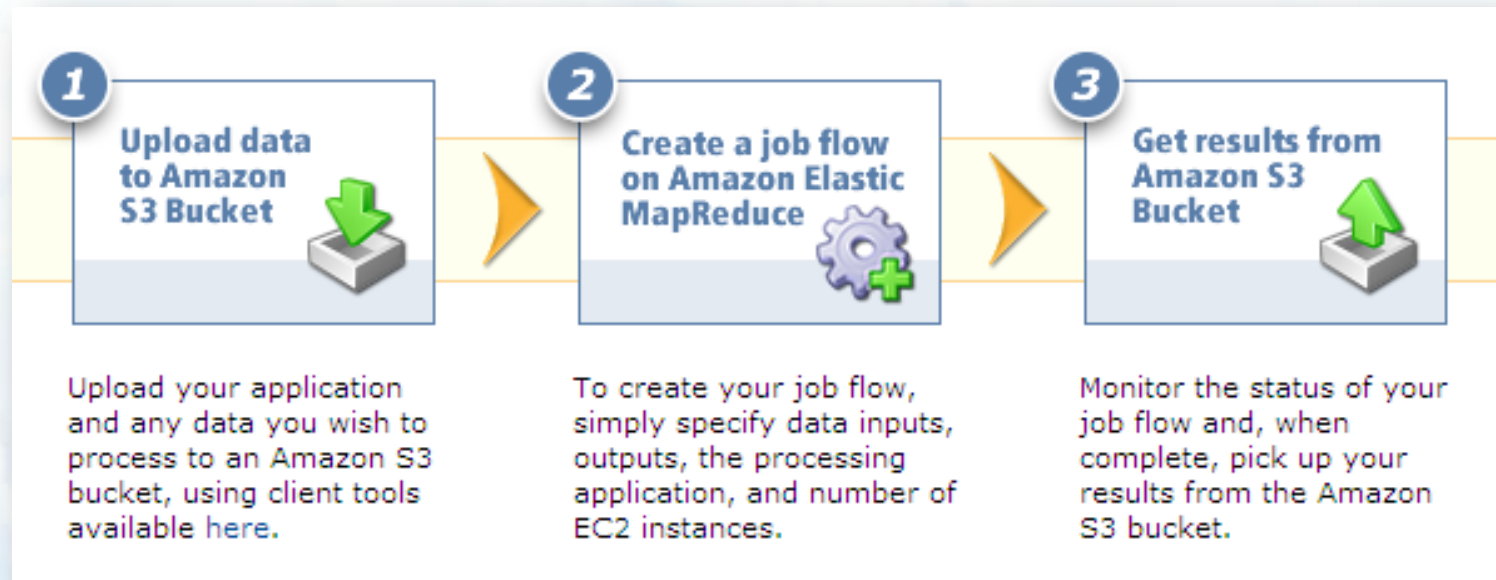 1
Upload data
to Amazon
S3 Bucket
Upload your application
and any data you wish to
process to an Amazon S3
bucket, using client tools
available here.
2
Create a job flow
on Amazon Elastic
MapReduce
To create your job flow,
simply specify data inputs,
outputs, the processing
application, and number of
EC2 instances.
3
Get results from
Amazon S3
Bucket
Monitor the status of your
job flow and, when
complete, pick up your
results from the Amazon
S3 bucket.